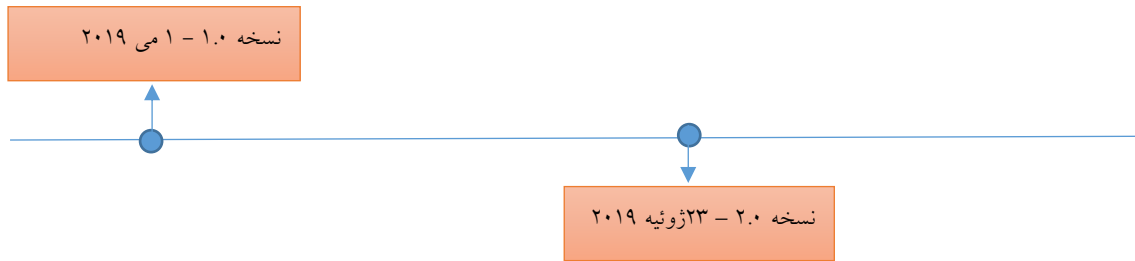 نسخه ۱.۰ – ۱ می ۲۰۱۹
نسخه ۲.۰ – ۲۳ژوئیه ۲۰۱۹